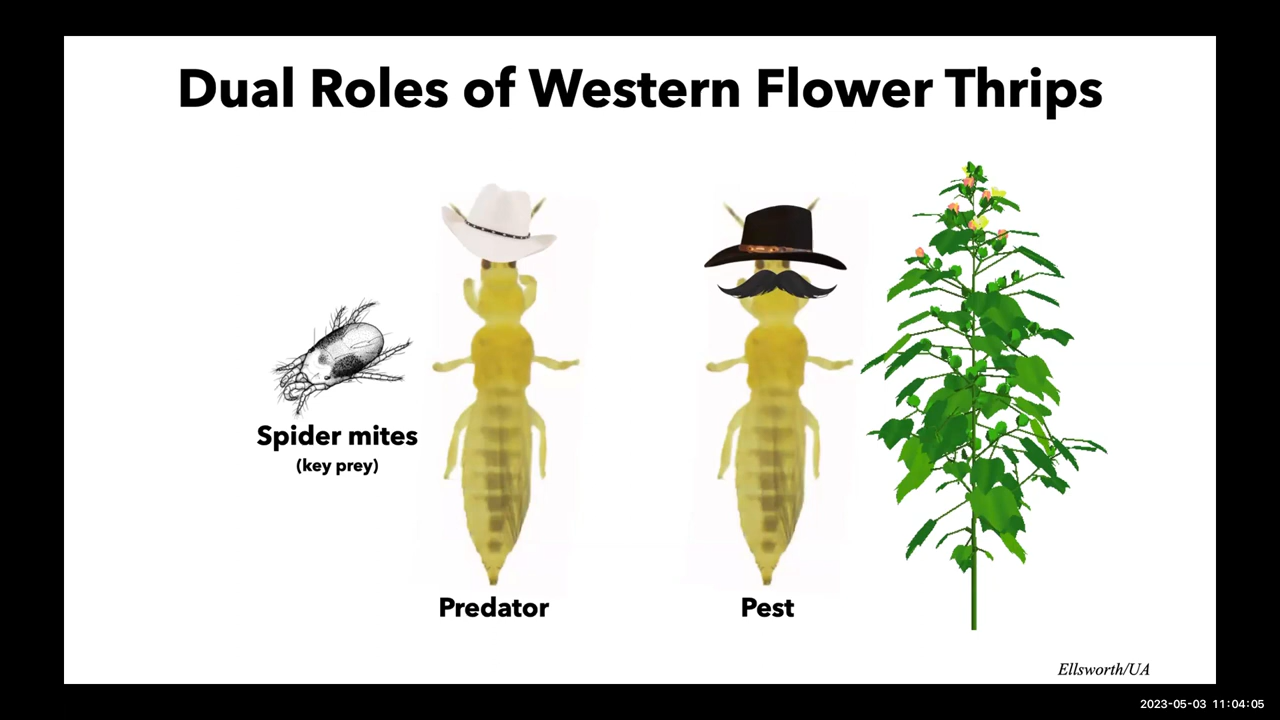 Dual Roles of Western Flower Thrips
Spider mites
(key prey)
Predator
Pest
Ellsworth/UA
2023-05-03 11:04:05